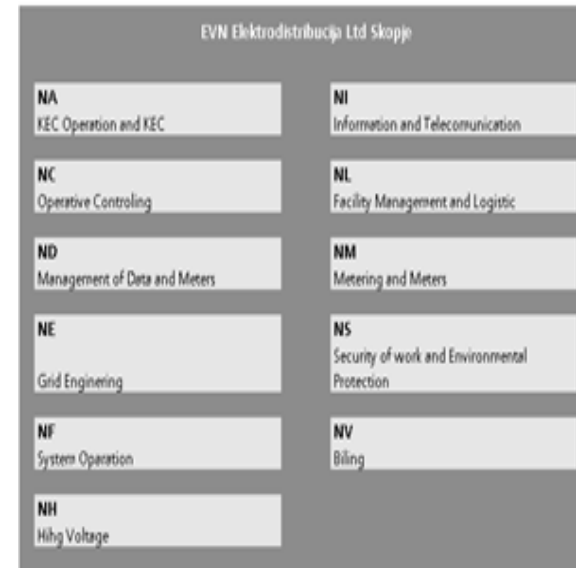 EVN Elektrodistribucija Ltd Skopje
NA
KEC Operation and KEC
NC
Operative Controling
ND
Management of Data and Meters
NE
Grid Enginering
NF
System Operation
NH
Hihg Voltage
NI
Information and Telecomunication
NL
Facility Management and Logistic
NM
Metering and Meters
NS
Security of work and Environmental
Protection
NV
Biling